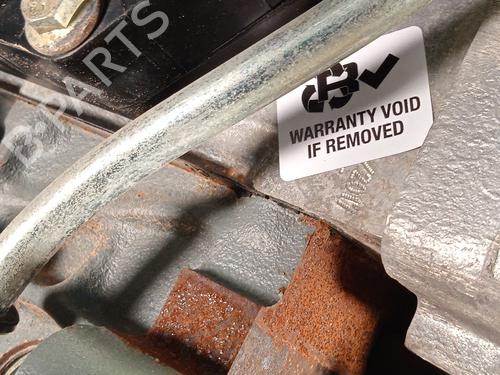 B-PARTS
B
WARRANTY VOID
IF REMOVED